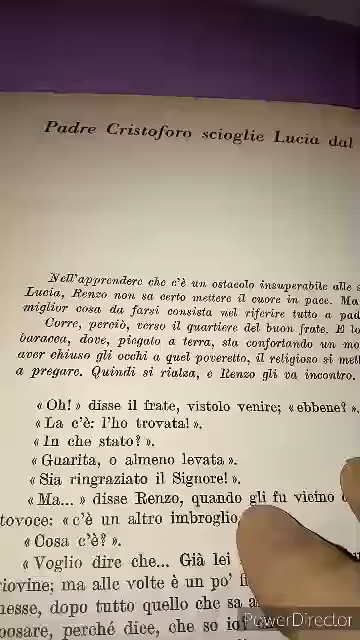 Padre Cristoforo scioglie Lucia dal
Nell'apprendere che c'è un ostacolo insuperabile alle
Lucia, Renzo non sa certo mettere il cuore in pace. Ma
miglior cosa da farsi consista nel riferire tutto a
Corre, perciò, verso il quartiere del buon frate. E
baracca, dove, piegato a terra, sta confortando un
aver chiuso gli occhi a quel poveretto, il religioso si
a pregare. Quindi si rialza, e Renzo gli va incontro.
« Oh! » disse il frate, vistolo venire; « ebbene? ».
« La c'è: l'ho trovata! ».
« In che stato? ».
« Guarita, o almeno levata ».
« Sia ringraziato il Signore! ».
« Ma... » disse Renzo, quando gli fu vicino
tovoce: « c'è un altro imbroglio
« Cosa c'è? ».
« Voglio dire che... Già lei
iovine; ma alle volte è un po'
messe, dopo tutto quello che sa
posare, perché dice, che so io
PowerDirector